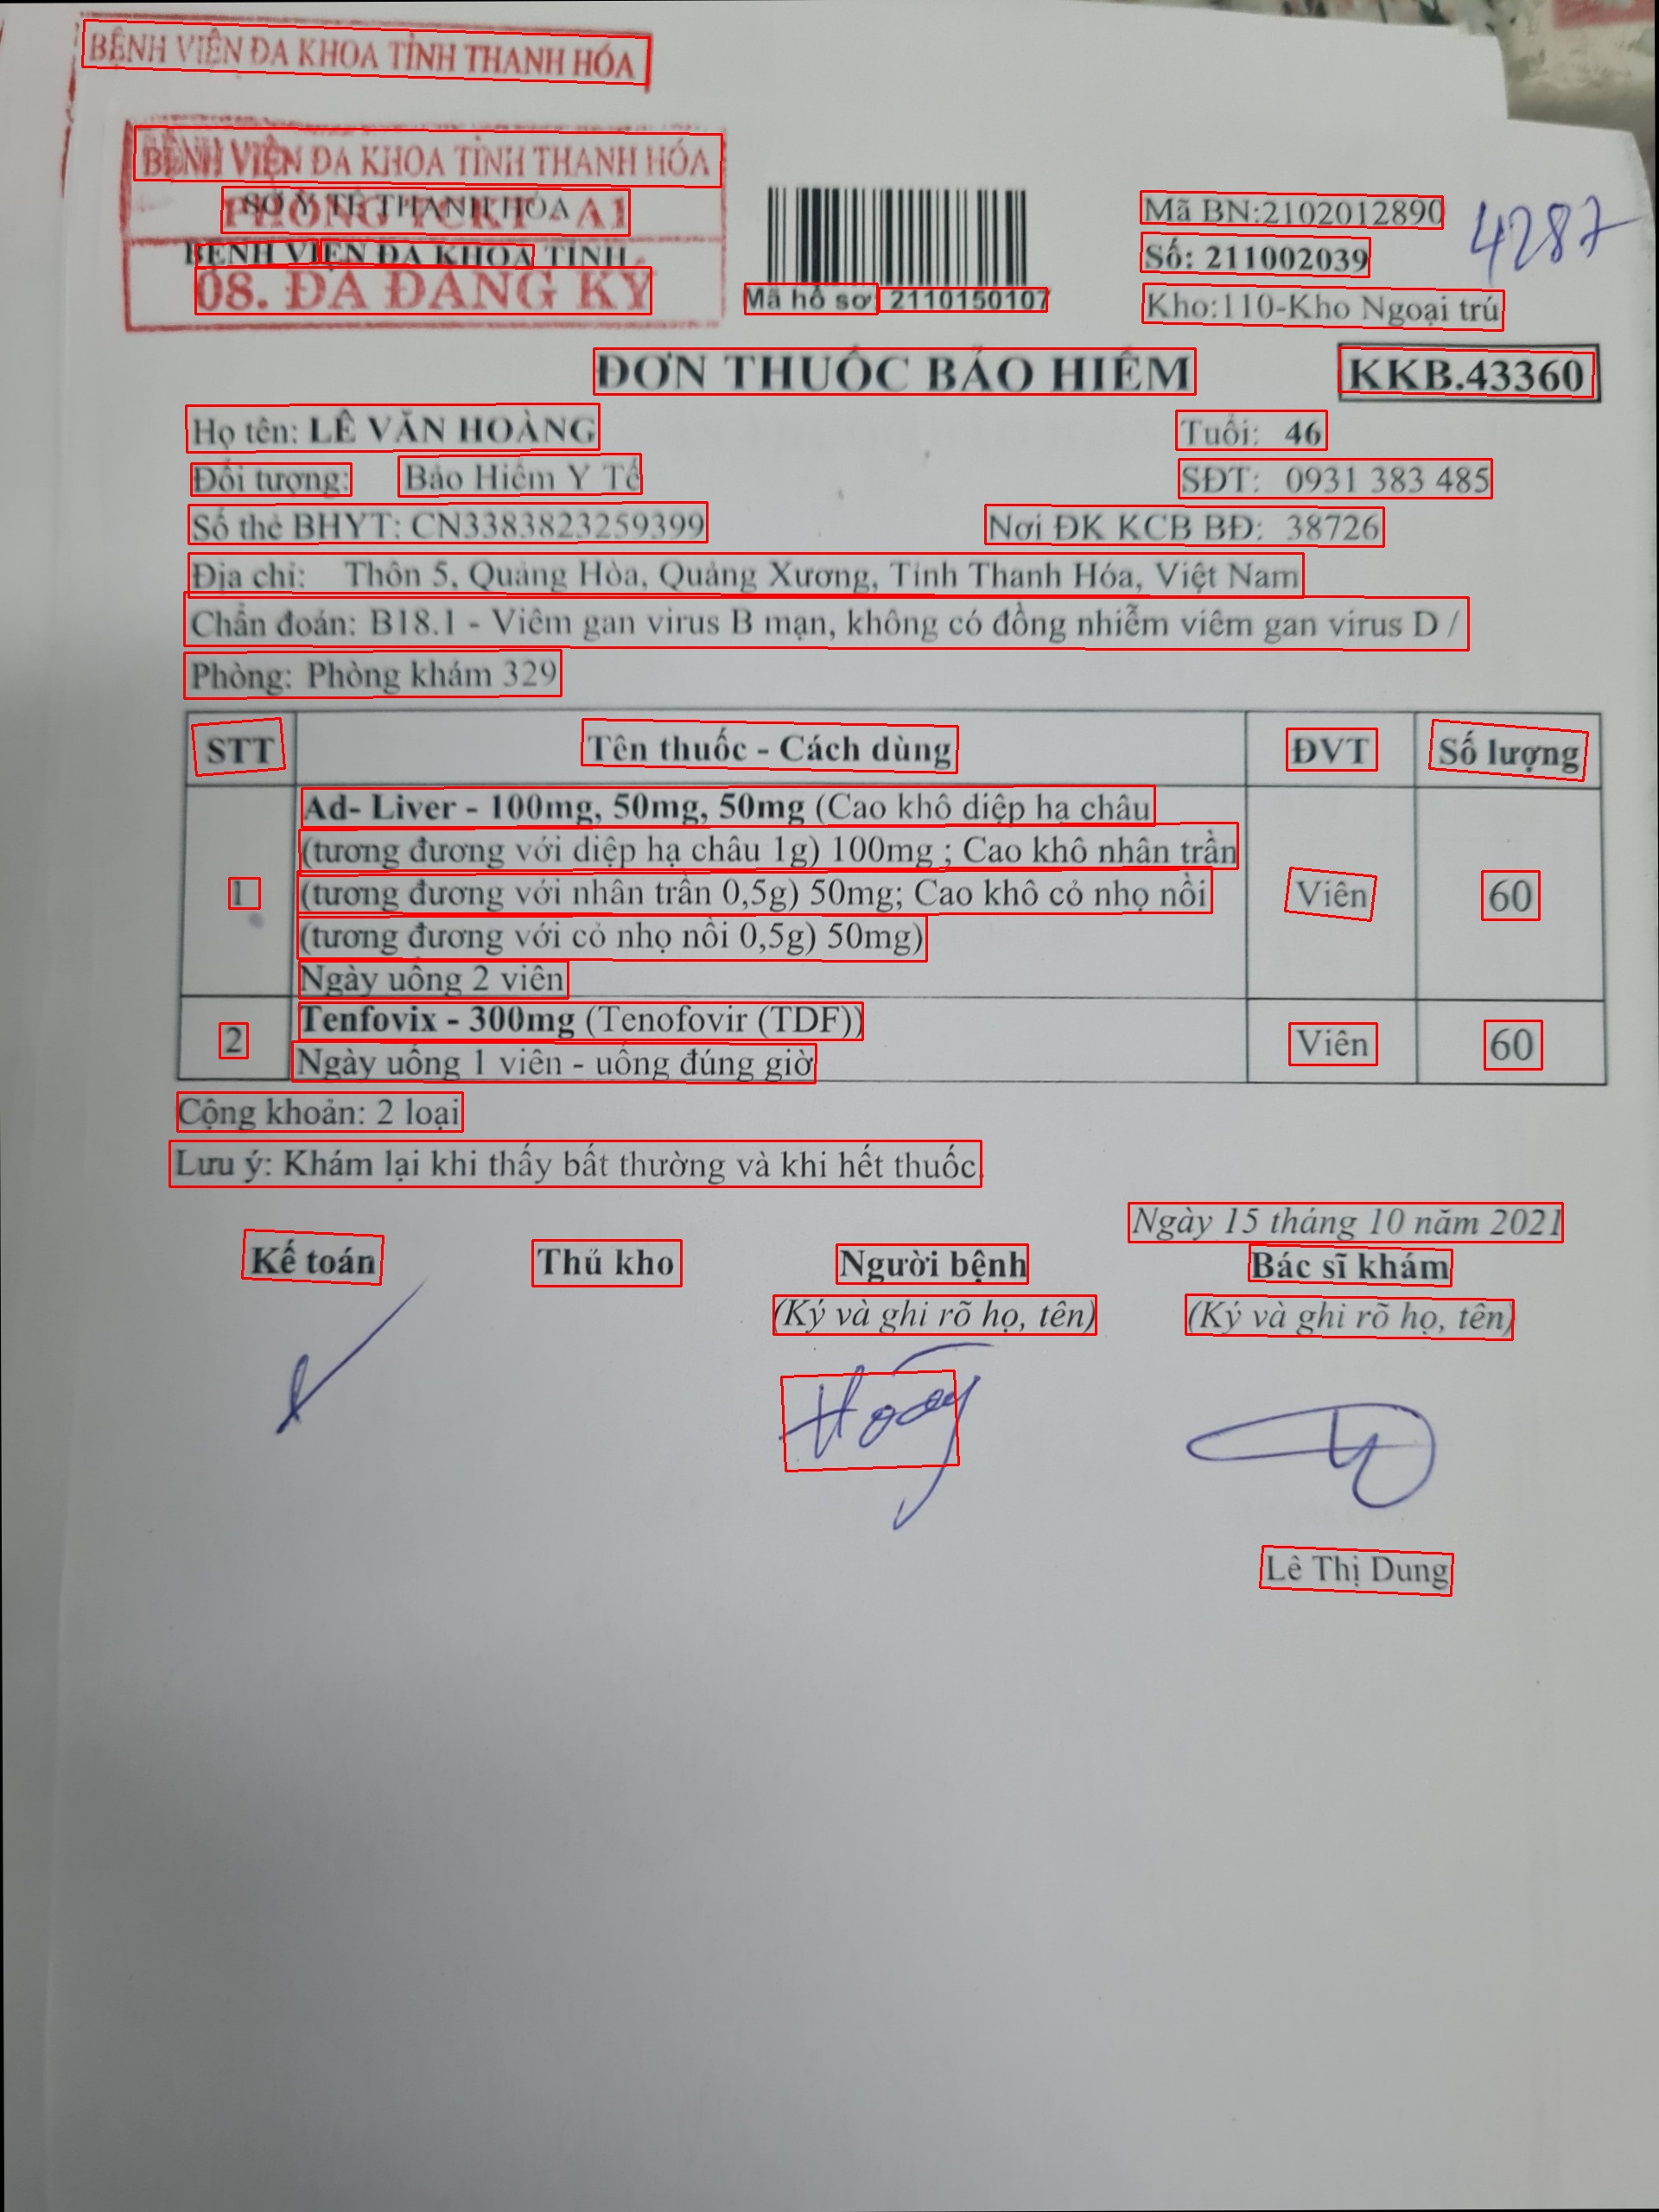 BỆNH VIỆN ĐA KHOA TỈNH THANH HÓA
BỆNH VIỆN ĐA KHOA TỈNH THANH HÓA
SỞ Y TẾ THANH HÓA
PHÒNG TCKT A1
BỆNH VIỆN ĐA KHOA TỈNH
08. ĐÃ ĐĂNG KÝ
Mã hồ sơ: 2110150107
Mã BN:2102012890
4287
Số: 211002039
Kho:110-Kho Ngoại trú
ĐƠN THUỐC BẢO HIỂM
KKB.43360
Họ tên: LÊ VĂN HOÀNG Tuổi: 46
Đối tượng: Bảo Hiểm Y Tế SĐT: 0931 383 485
Số thẻ BHYT: CN3383823259399 Nơi ĐK KCB BĐ: 38726
Địa chỉ: Thôn 5, Quảng Hòa, Quảng Xương, Tỉnh Thanh Hóa, Việt Nam
Chẩn đoán: B18.1 - Viêm gan virus B mạn, không có đồng nhiễm viêm gan virus D /
Phòng: Phòng khám 329
STT Tên thuốc - Cách dùng ĐVT Số lượng
1 Ad- Liver - 100mg, 50mg, 50mg (Cao khô diệp hạ châu
(tương đương với diệp hạ châu 1g) 100mg ; Cao khô nhân trần
(tương đương với nhân trần 0,5g) 50mg; Cao khô cỏ nhọ nồi
(tương đương với cỏ nhọ nồi 0,5g) 50mg)
Ngày uống 2 viên
Viên 60
2 Tenfovix - 300mg (Tenofovir (TDF))
Ngày uống 1 viên - uống đúng giờ
Viên 60
Cộng khoản: 2 loại
Lưu ý: Khám lại khi thấy bất thường và khi hết thuốc
Ngày 15 tháng 10 năm 2021
Kế toán Thủ kho Người bệnh Bác sĩ khám
(Ký và ghi rõ họ, tên) (Ký và ghi rõ họ, tên)
Lê Thị Dung